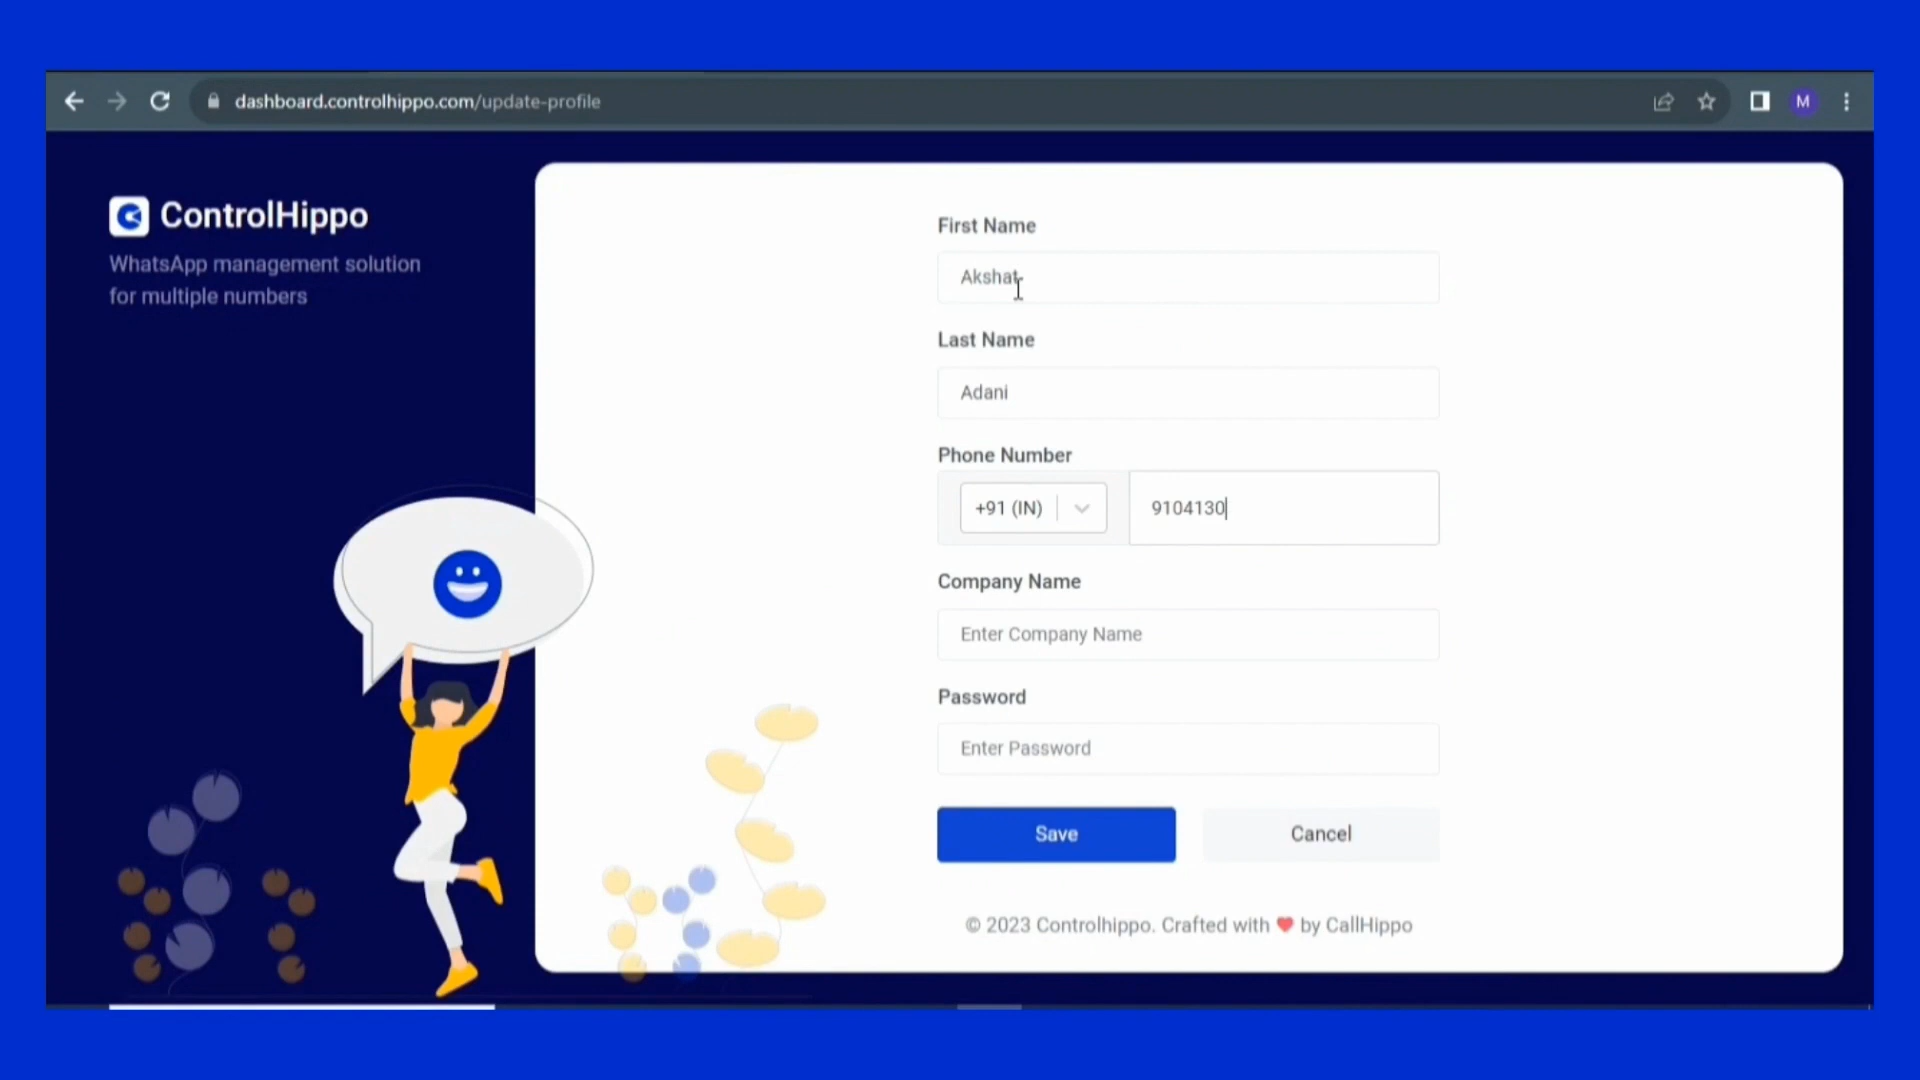 dashboard.controlhippo.com/update-profile
M
ControlHippo
WhatsApp management solution
for multiple numbers
First Name
Akshat
Last Name
Adani
Phone Number
+91 (IN)
9104130
Company Name
Enter Company Name
Password
Enter Password
Save
Cancel
© 2023 Controlhippo. Crafted with ❤ by CallHippo